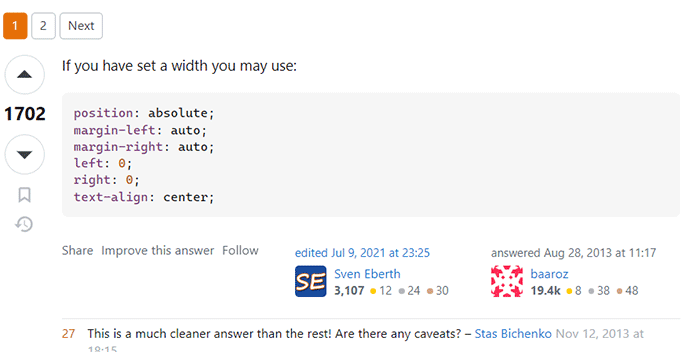 1 2 Next
If you have set a width you may use:
1702
position: absolute;
margin-left: auto;
margin-right: auto;
left: 0;
right: 0;
text-align: center;
Share Improve this answer Follow
edited Jul 9, 2021 at 23:25
SE
Sven Eberth
3,107 12 24 30
answered Aug 28, 2013 at 11:17
baaroz
19.4k 8 38 48
27 This is a much cleaner answer than the rest! Are there any caveats? – Stas Bichenko Nov 12, 2013 at
18:15